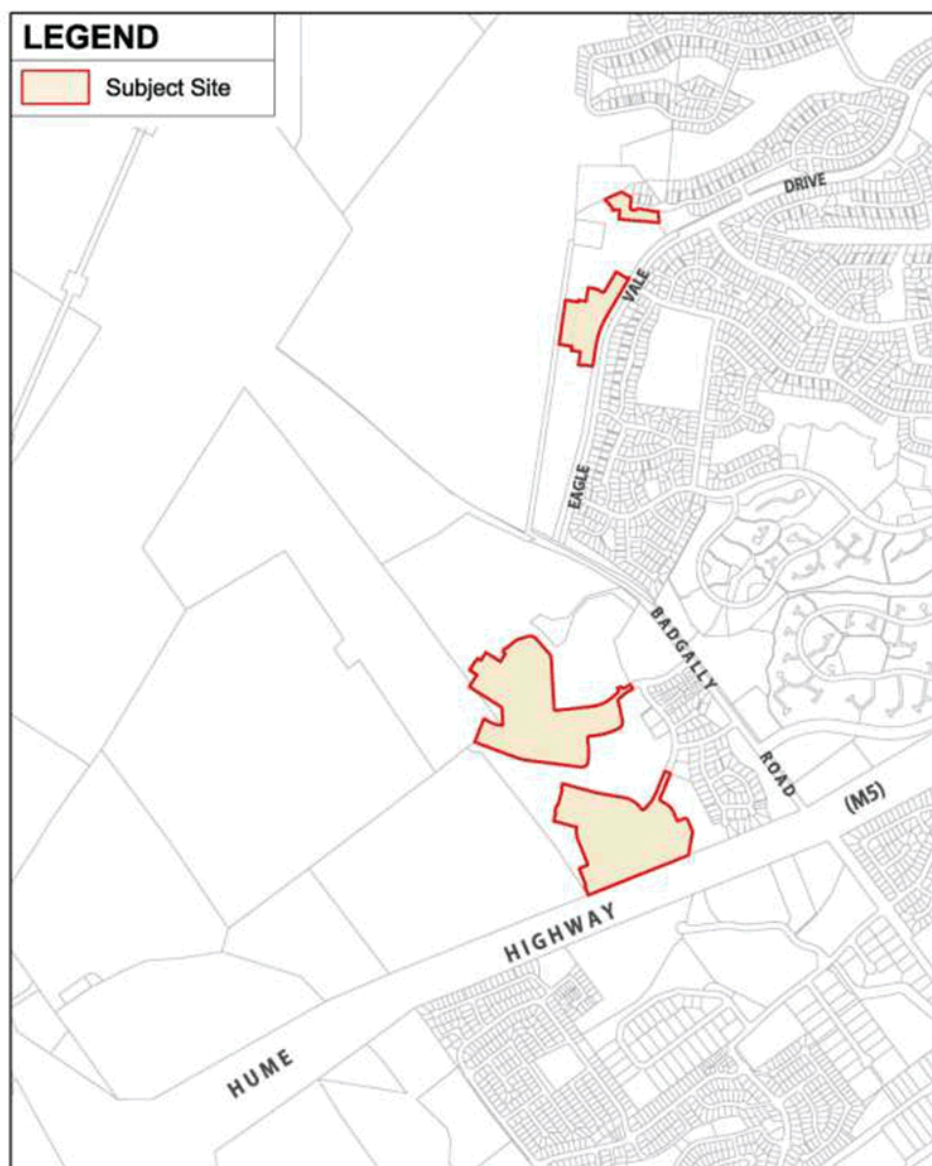 LEGEND
Subject Site
DRIVE
VALE
EAGLE
BADGALLY
ROAD
(M5)
HIGHWAY
HUME